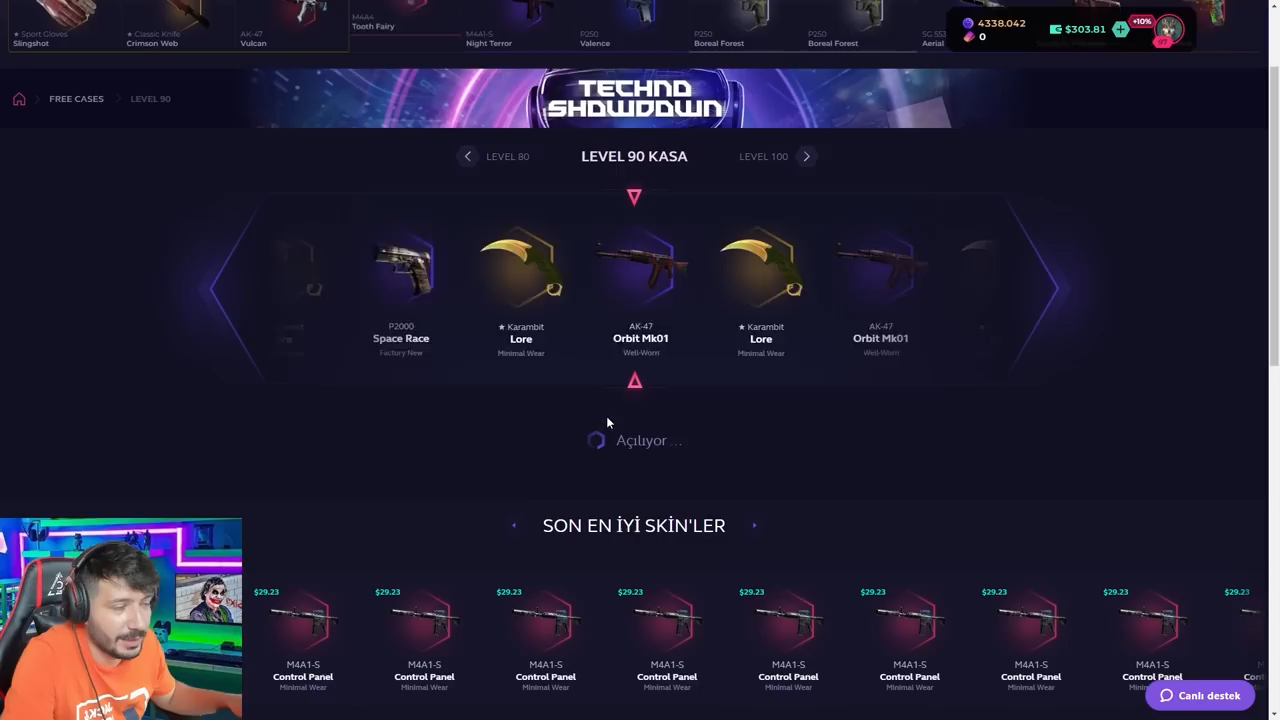 ★ Sport Gloves
Slingshot
★ Classic Knife
Crimson Web
AK-47
Vulcan
M4A4
Tooth Fairy
M4A1-S
Night Terror
P250
Valence
P250
Boreal Forest
P250
Boreal Forest
SG 553
Aerial
4338.042
0
$303.81
+10%
FREE CASES
LEVEL 90
TECHNO
SHOWDOWN
LEVEL 80
LEVEL 90 KASA
LEVEL 100
P2000
Space Race
Factory New
★ Karambit
Lore
Minimal Wear
AK-47
Orbit Mk01
Well-Worn
★ Karambit
Lore
Minimal Wear
AK-47
Orbit Mk01
Well-Worn
Açılıyor ...
SON EN İYİ SKİN'LER
$29.23
$29.23
$29.23
$29.23
$29.23
$29.23
$29.23
$29.23
$29.23
M4A1-S
Control Panel
Minimal Wear
M4A1-S
Control Panel
Minimal Wear
M4A1-S
Control Panel
Minimal Wear
M4A1-S
Control Panel
Minimal Wear
M4A1-S
Control Panel
Minimal Wear
M4A1-S
Control Panel
Minimal Wear
M4A1-S
Control Panel
Minimal Wear
M4A1-S
Control Panel
Canlı destek